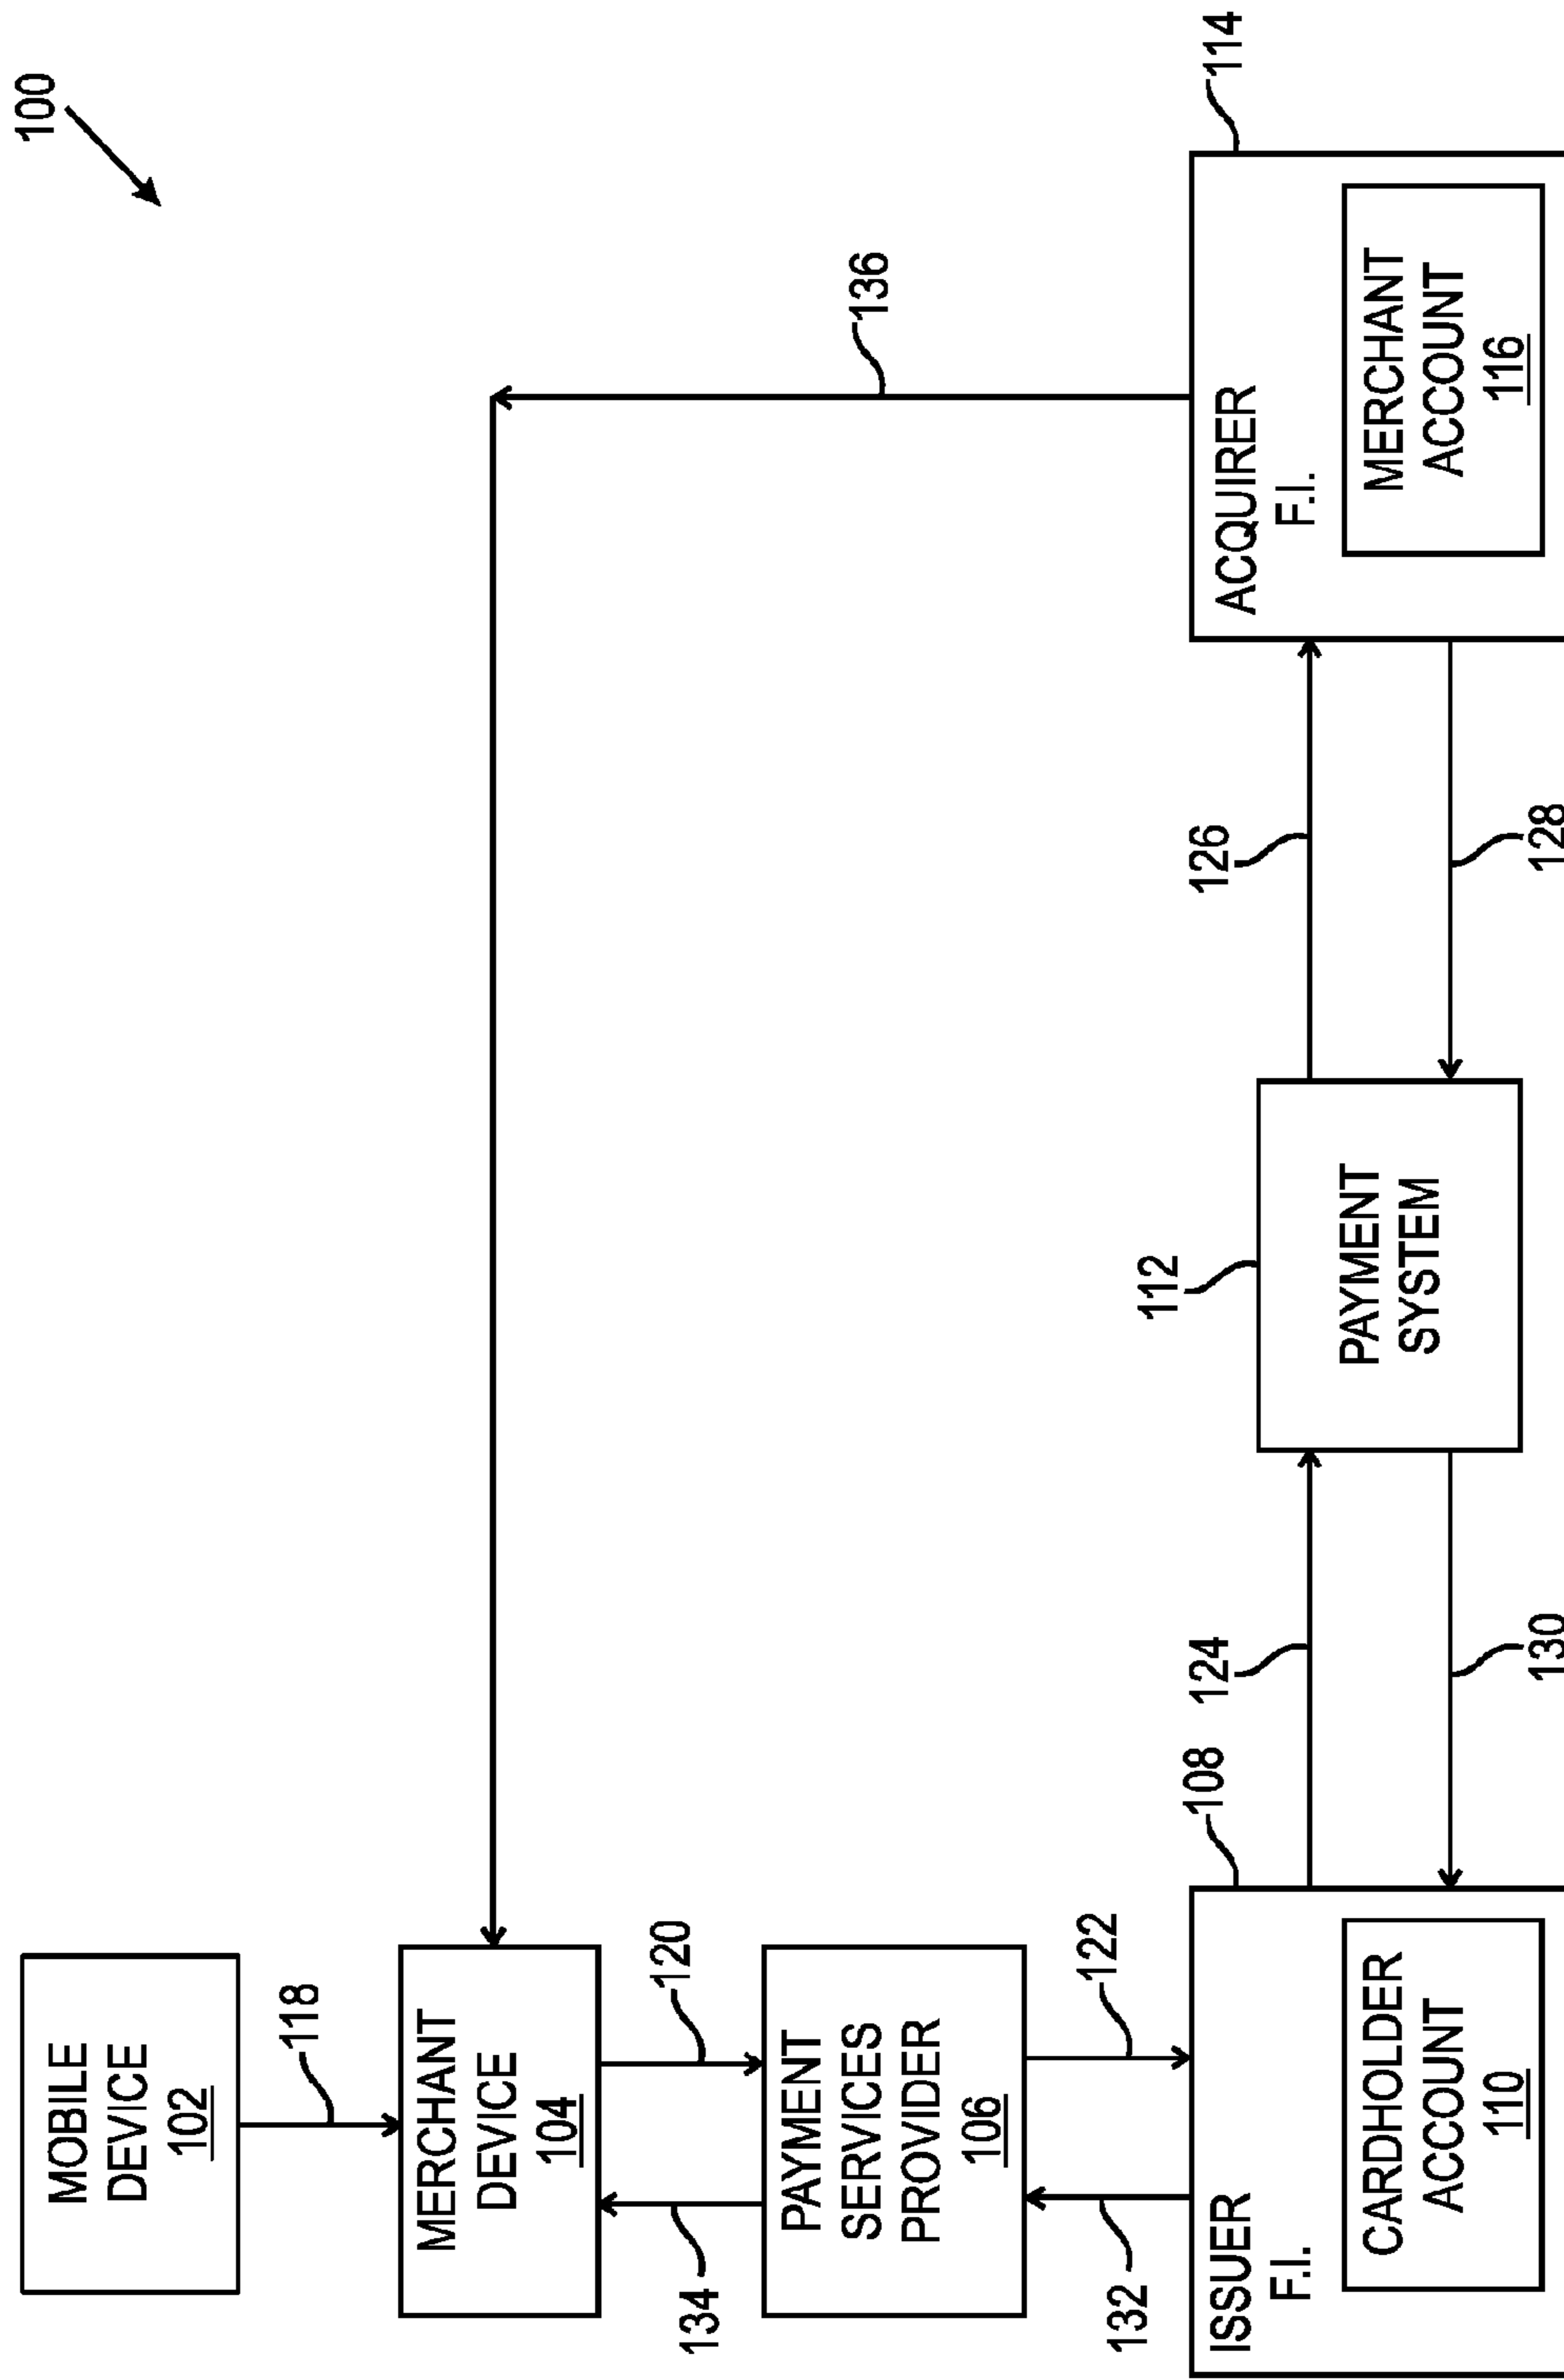 100
MOBILE
DEVICE
102
118
MERCHANT
DEVICE
104
136
134
120
PAYMENT
SERVICES
PROVIDER
106
132
122
108
112
114
ISSUER
F.I.
CARDHOLDER
ACCOUNT
110
124
130
PAYMENT
SYSTEM
126
128
ACQUIRER
F.I.
MERCHANT
ACCOUNT
116